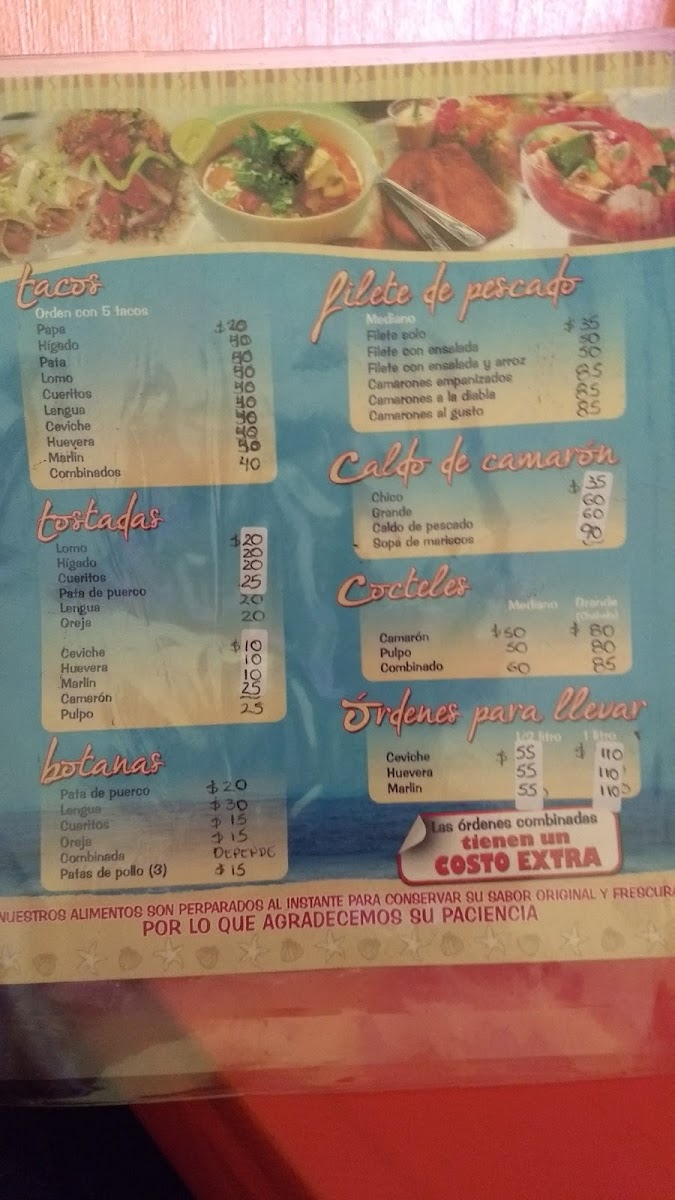 tacos
Orden con 5 tacos
Papa $20
Hígado 40
Pata 40
Lomo 40
Cueritos 40
Lengua 40
Ceviche 40
Huevera 40
Marlin 40
Combinados 40
tostadas
Lomo $20
Hígado 20
Cueritos 20
Pata de puerco 25
Lengua 20
Oreja 20
Ceviche $10
Huevera 10
Marlin 10
Camarón 25
Pulpo 25
botanas
Pata de puerco $20
Lengua $30
Cueritos $15
Oreja $15
Combinada DEPENDE
Patas de pollo (3) $15
filete de pescado
Mediano
Filete solo $35
Filete con ensalada 50
Filete con ensalada y arroz 50
Camarones empanizados 85
Camarones a la diabla 85
Camarones al gusto 85
Caldo de camarón
Chico $35
Grande 60
Caldo de pescado 60
Sopa de mariscos 90
Cocteles
Mediano Grande
Camarón $50 $80
Pulpo 50 80
Combinado 60 85
Órdenes para llevar
1/2 litro 1 litro
Ceviche $55 $110
Huevera 55 110
Marlin 55 110
Las órdenes combinadas
tienen un
COSTO EXTRA
NUESTROS ALIMENTOS SON PERPARADOS AL INSTANTE PARA CONSERVAR SU SABOR ORIGINAL Y FRESCURA
POR LO QUE AGRADECEMOS SU PACIENCIA